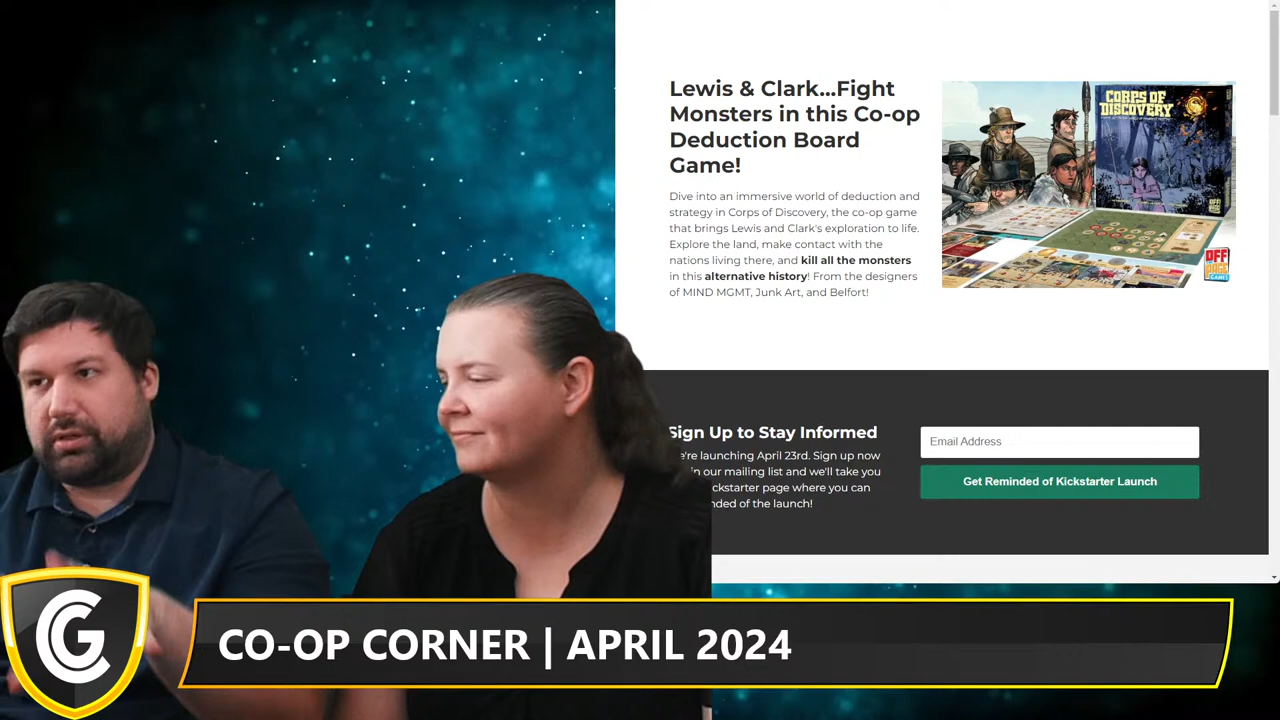 Lewis & Clark...Fight
Monsters in this Co-op
Deduction Board
Game!
Dive into an immersive world of deduction and
strategy in Corps of Discovery, the co-op game
that brings Lewis and Clark's exploration to life.
Explore the land, make contact with the
nations living there, and kill all the monsters
in this alternative history! From the designers
of MIND MGMT, Junk Art, and Belfort!
CORPS OF
DISCOVERY
OFF
PAGE
GAMES
Sign Up to Stay Informed
're launching April 23rd. Sign up now
in our mailing list and we'll take you
ckstarter page where you can
nded of the launch!
Email Address
Get Reminded of Kickstarter Launch
CO-OP CORNER | APRIL 2024